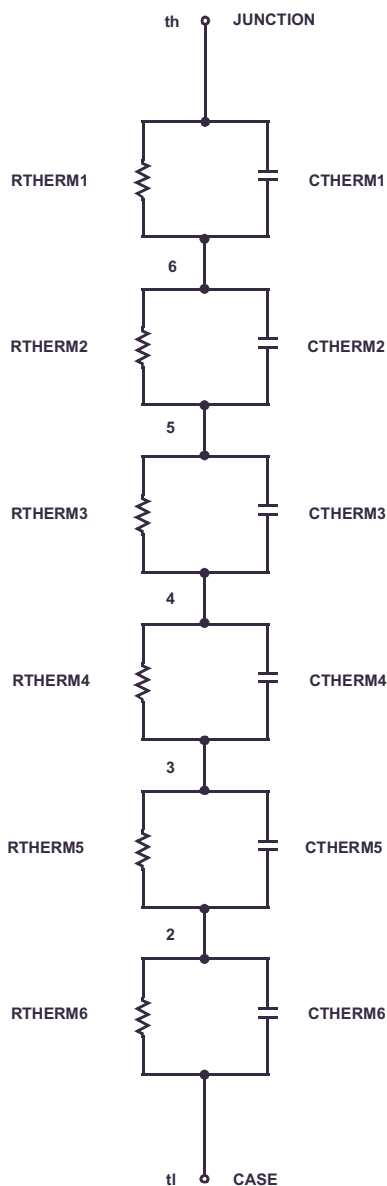 th JUNCTION
RTHERM1 CTHERM1
6
RTHERM2 CTHERM2
5
RTHERM3 CTHERM3
4
RTHERM4 CTHERM4
3
RTHERM5 CTHERM5
2
RTHERM6 CTHERM6
tl CASE